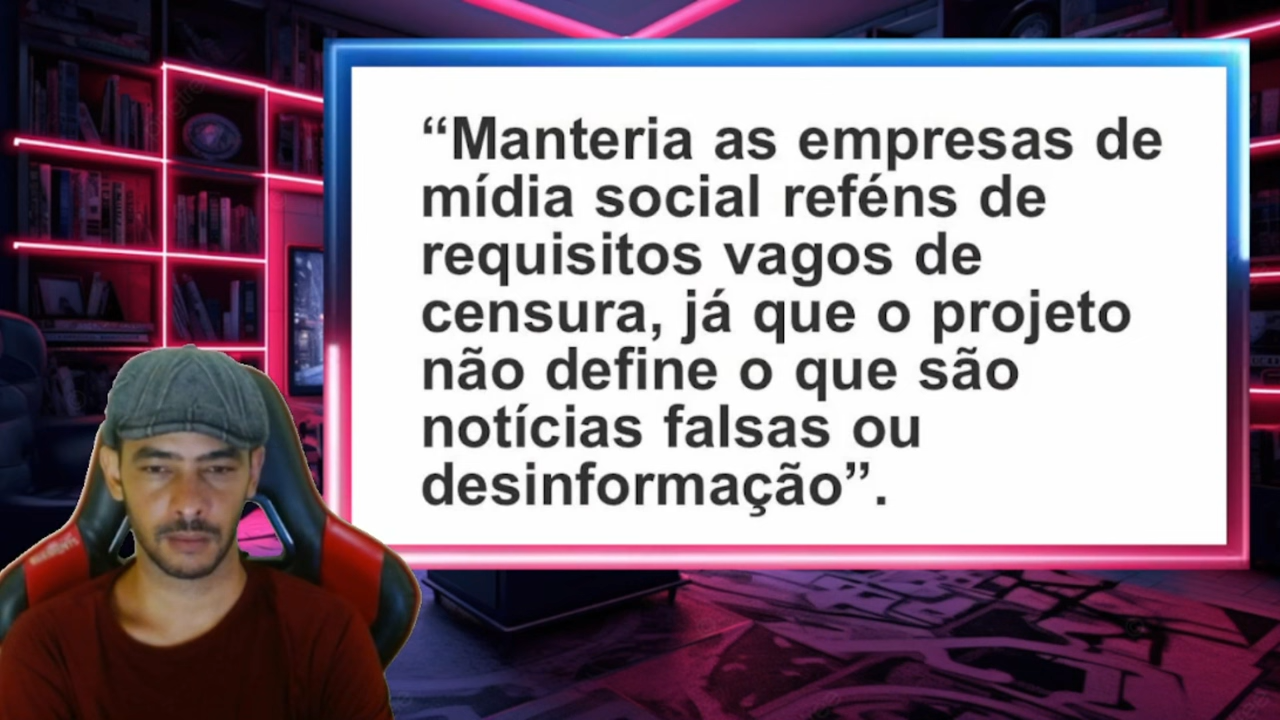 “Manteria as empresas de
mídia social reféns de
requisitos vagos de
censura, já que o projeto
não define o que são
notícias falsas ou
desinformação”.